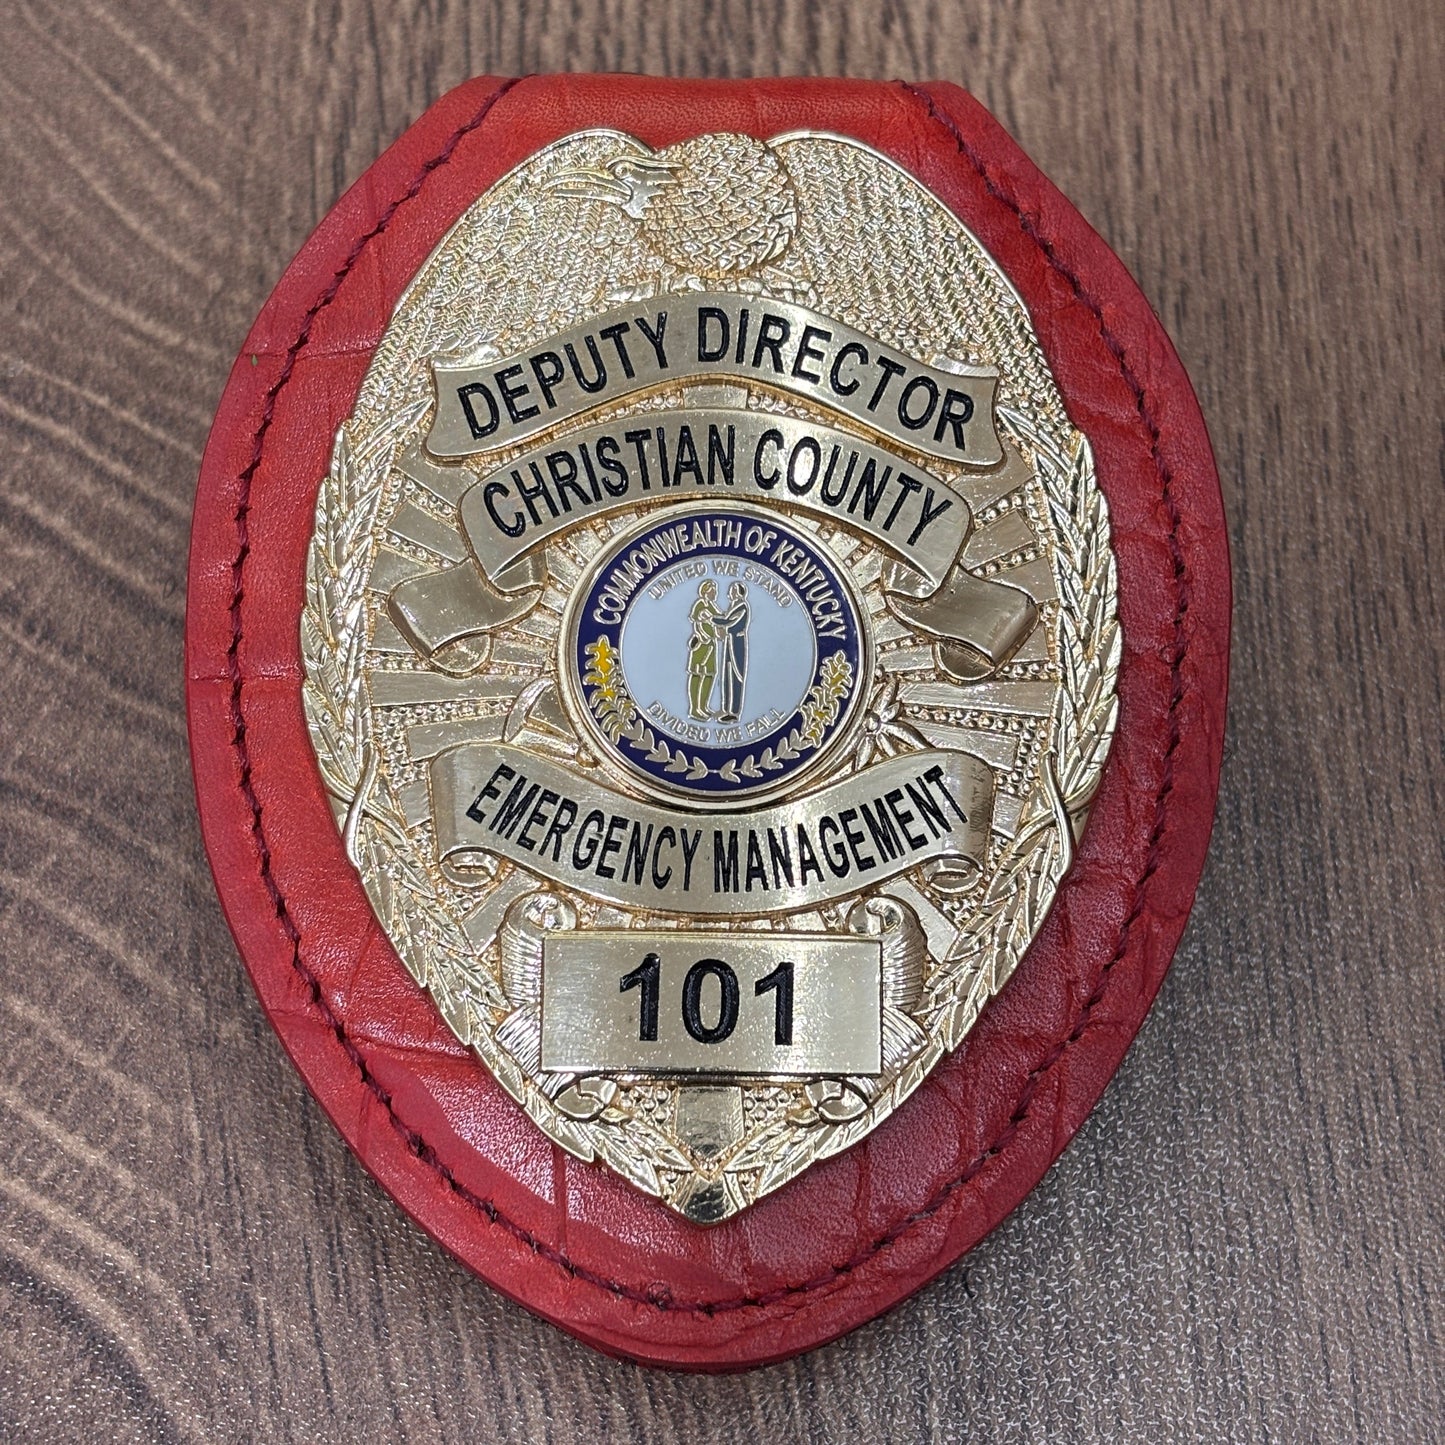 DEPUTY DIRECTOR
CHRISTIAN COUNTY
COMMONWEALTH OF KENTUCKY
UNITED WE STAND
DIVIDED WE FALL
EMERGENCY MANAGEMENT
101